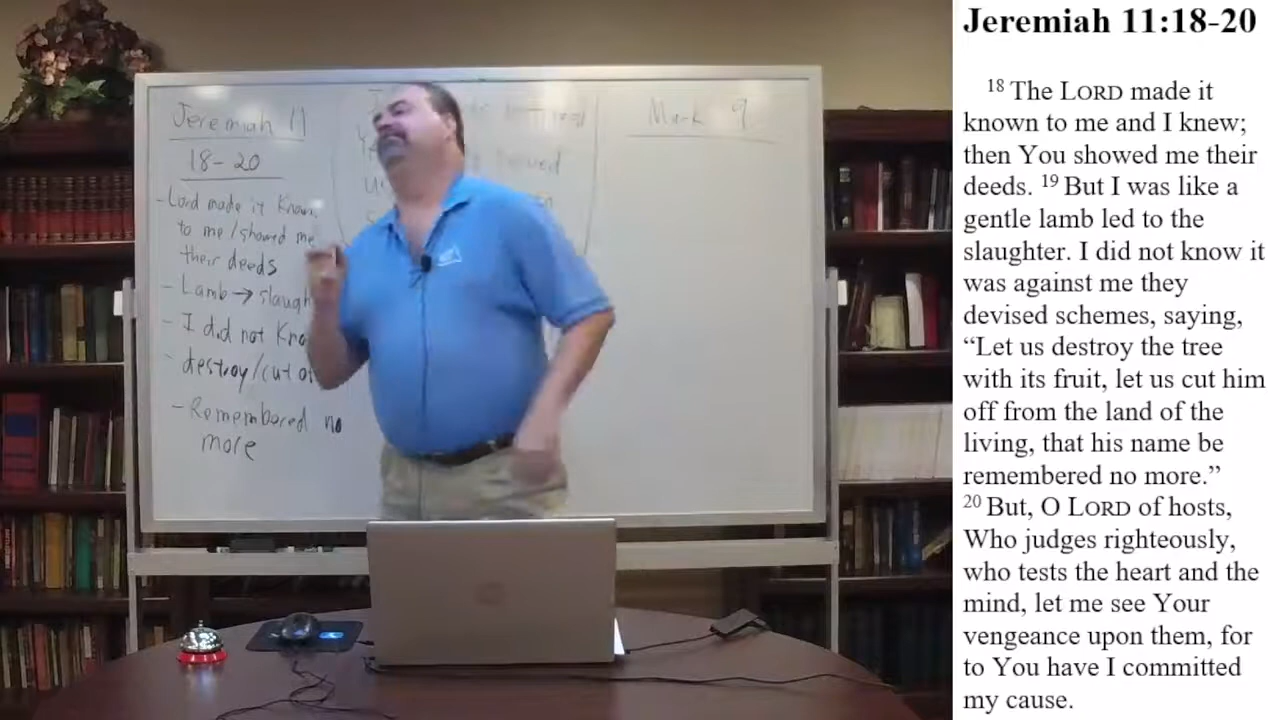 Jeremiah 11
18-20
- Lord made it known
to me/showed me
their deeds
- Lamb → slaugh
- I did not Kno
- destroy/cut of
- Remembered no
more
Mark 9
Jeremiah 11:18-20
18 The LORD made it
known to me and I knew;
then You showed me their
deeds. 19 But I was like a
gentle lamb led to the
slaughter. I did not know it
was against me they
devised schemes, saying,
“Let us destroy the tree
with its fruit, let us cut him
off from the land of the
living, that his name be
remembered no more.”
20 But, O LORD of hosts,
Who judges righteously,
who tests the heart and the
mind, let me see Your
vengeance upon them, for
to You have I committed
my cause.